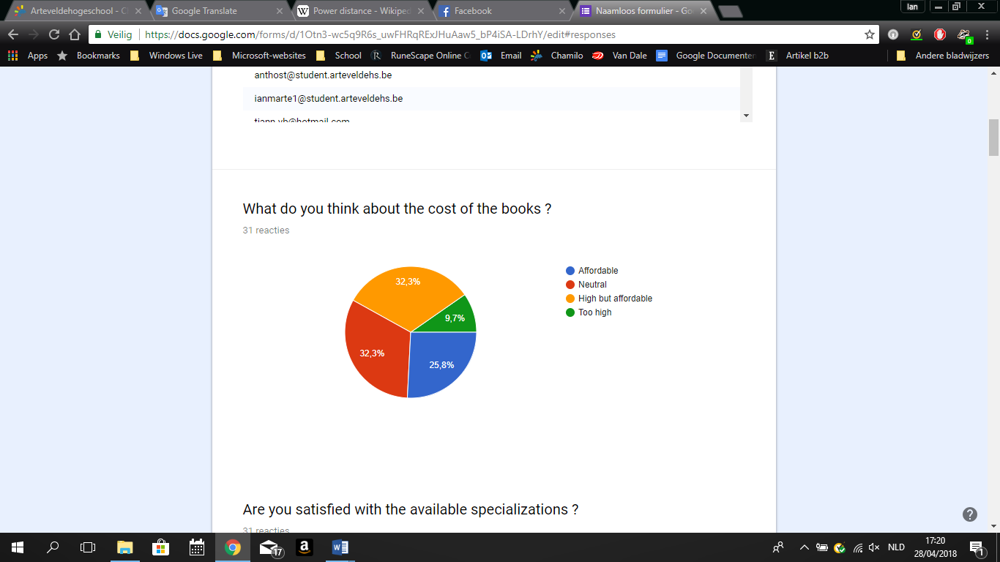 Arteveldehogeschool - C
Google Translate
Power distance - Wikiped
Facebook
Naamloos formulier - Go
Ian
Veilig
https://docs.google.com/forms/d/1Otn3-wc5q9R6s_uwFHRqRExJHuAaw5_bP4iSA-LDrhY/edit#responses
0
Apps
Bookmarks
Windows Live
Microsoft-websites
School
RuneScape Online C
Email
Chamilo
Van Dale
Google Documenten
Artikel b2b
Andere bladwijzers
anthost@student.arteveldehs.be
ianmarte1@student.arteveldehs.be
tjann.vb@hotmail.com
What do you think about the cost of the books ?
31 reacties
32,3%
9,7%
32,3%
25,8%
Affordable
Neutral
High but affordable
Too high
Are you satisfied with the available specializations ?
31 reacties
17
NLD
17:20
28/04/2018
1